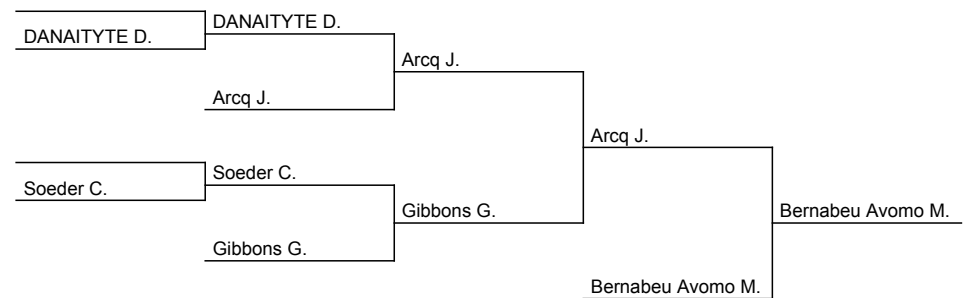 DANAITYTE D.
DANAITYTE D.
Arcq J.
Arcq J.
Arcq J.
Soeder C.
Soeder C.
Gibbons G.
Bernabeu Avomo M.
Gibbons G.
Bernabeu Avomo M.